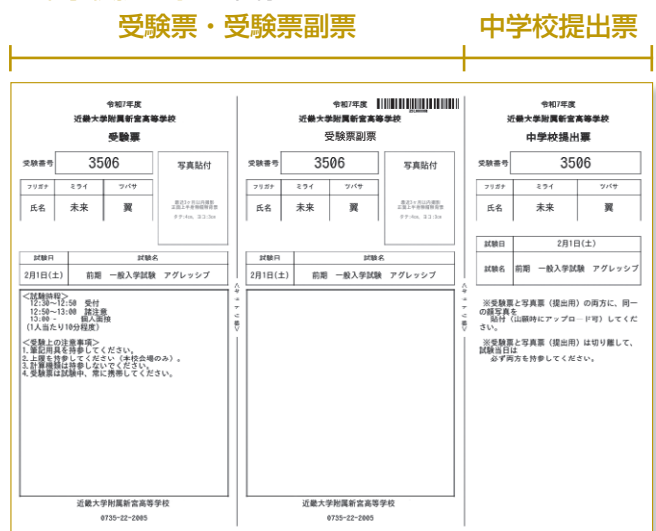 受験票・受験票副票
中学校提出票
令和7年度
近畿大学附属新宮高等学校
受験票
受験番号
3506
写真貼付
フリガナ
ミライ
ツバサ
氏名
未来
翼
試験日
試験名
2月1日(土)
前期 一般入学試験 アグレッシブ
<試験時程>
12:30～12:50 受付
12:50～13:00 諸注意
13:00 - 個人面接
(1人当たり10分程度)
<受験上の注意事項>
1.筆記用具を持参してください。
2.上履を持参してください（本校会場のみ）。
3.計算機類は持参しないでください。
4.受験票は試験中、常に携帯してください。
近畿大学附属新宮高等学校
0735-22-2005
令和7年度
近畿大学附属新宮高等学校
受験票副票
受験番号
3506
写真貼付
フリガナ
ミライ
ツバサ
氏名
未来
翼
試験日
試験名
2月1日(土)
前期 一般入学試験 アグレッシブ
近畿大学附属新宮高等学校
0735-22-2005
令和7年度
近畿大学附属新宮高等学校
中学校提出票
受験番号
3506
フリガナ
ミライ
ツバサ
氏名
未来
翼
試験日
2月1日(土)
試験名
前期 一般入学試験 アグレッシブ
※受験票と写真票（提出用）の両方に、同一
の顔写真を
貼付（出願時にアップロード可）してくだ
さい。
※受験票と写真票（提出用）は切り離して、
試験当日は
必ず両方を持参してください。